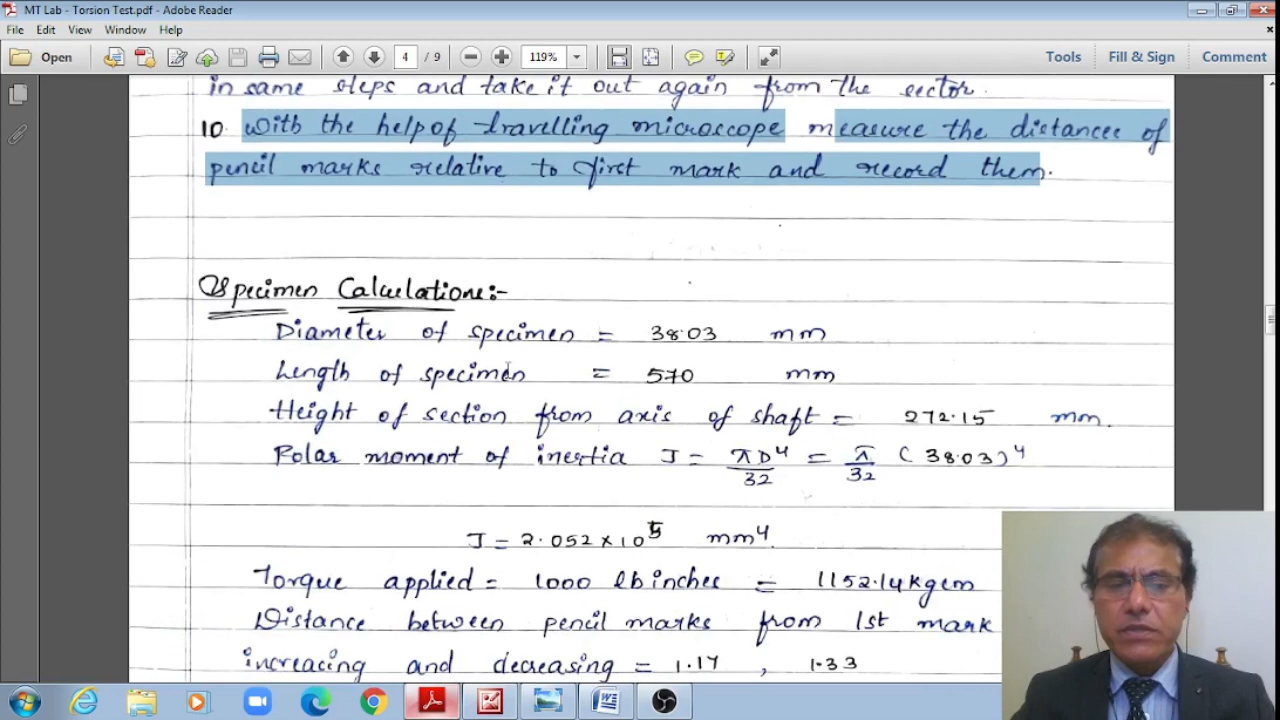 MT Lab - Torsion Test.pdf - Adobe Reader
File Edit View Window Help
Open 4 / 9 119% Tools Fill & Sign Comment
in same steps and take it out again from the sector.
10. With the help of travelling microscope measure the distances of
pencil marks relative to first mark and record them.
Specimen Calculations:-
Diameter of specimen = 38.03 mm
Length of specimen = 570 mm
Height of section from axis of shaft = 272.15 mm.
Polar moment of inertia J = πD⁴/32 = π/32 (38.03)⁴
J = 2.052×10⁵ mm⁴
Torque applied = 1000 lb inches = 1152.14 kgcm
Distance between pencil marks from 1st mark
increasing and decreasing = 1.17, 1.33